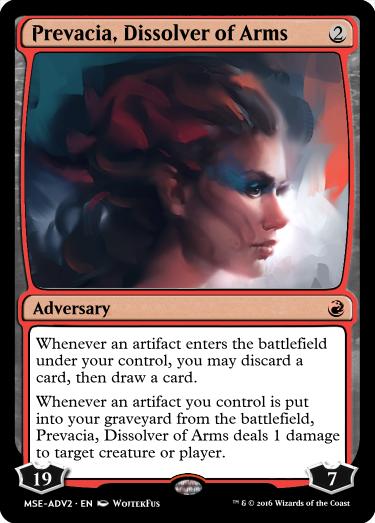 Prevacia, Dissolver of Arms 2
Adversary
Whenever an artifact enters the battlefield
under your control, you may discard a
card, then draw a card.
Whenever an artifact you control is put
into your graveyard from the battlefield,
Prevacia, Dissolver of Arms deals 1 damage
to target creature or player.
19 7
MSE-ADV2 • EN WojtekFus ™ & © 2016 Wizards of the Coast